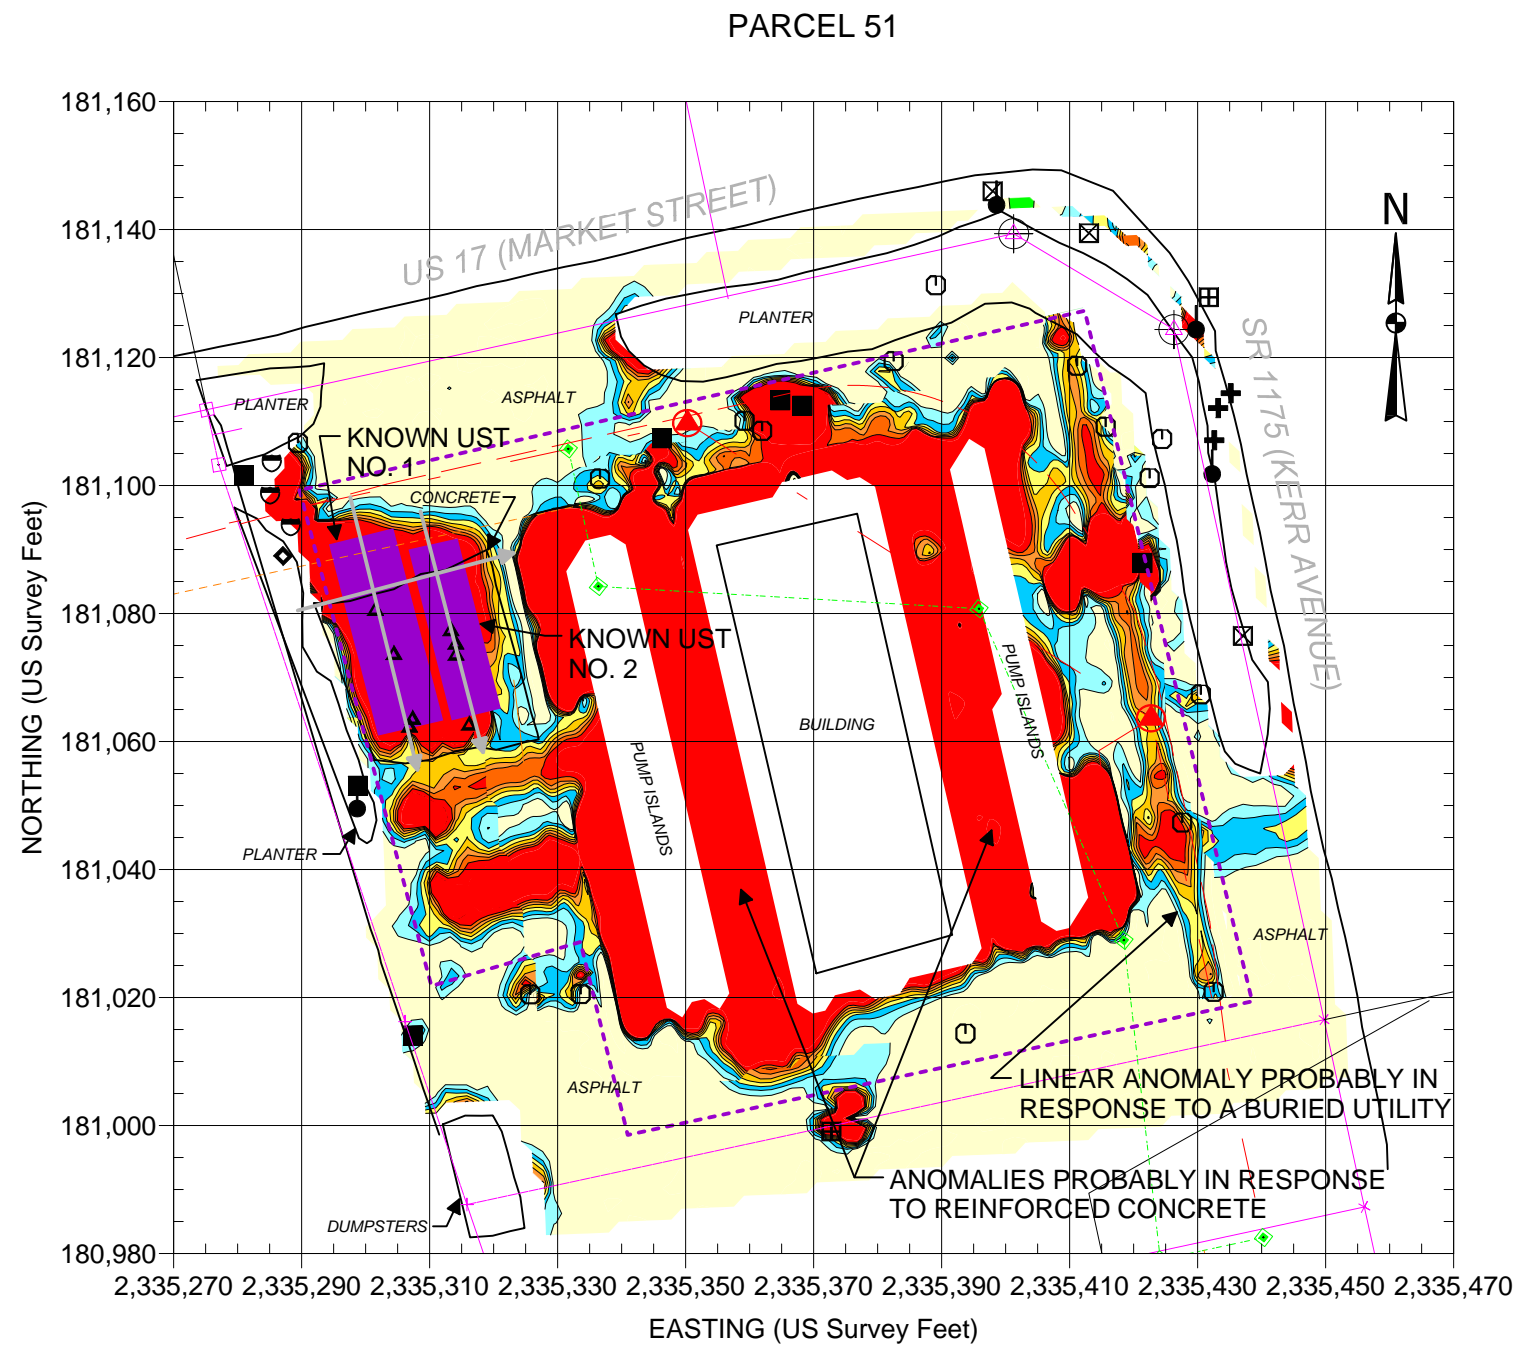 PARCEL 51
181,160
181,140
181,120
181,100
181,080
181,060
181,040
181,020
181,000
180,980
NORTHING (US Survey Feet)
US 17 (MARKET STREET)
N
SR 1175 (KERR AVENUE)
PLANTER
ASPHALT
PLANTER
KNOWN UST
NO. 1
CONCRETE
KNOWN UST
NO. 2
PUMP ISLANDS
BUILDING
PUMP ISLANDS
PLANTER
ASPHALT
ASPHALT
LINEAR ANOMALY PROBABLY IN
RESPONSE TO A BURIED UTILITY
ANOMALIES PROBABLY IN RESPONSE
TO REINFORCED CONCRETE
DUMPSTERS
2,335,270 2,335,290 2,335,310 2,335,330 2,335,350 2,335,370 2,335,390 2,335,410 2,335,430 2,335,450 2,335,470
EASTING (US Survey Feet)